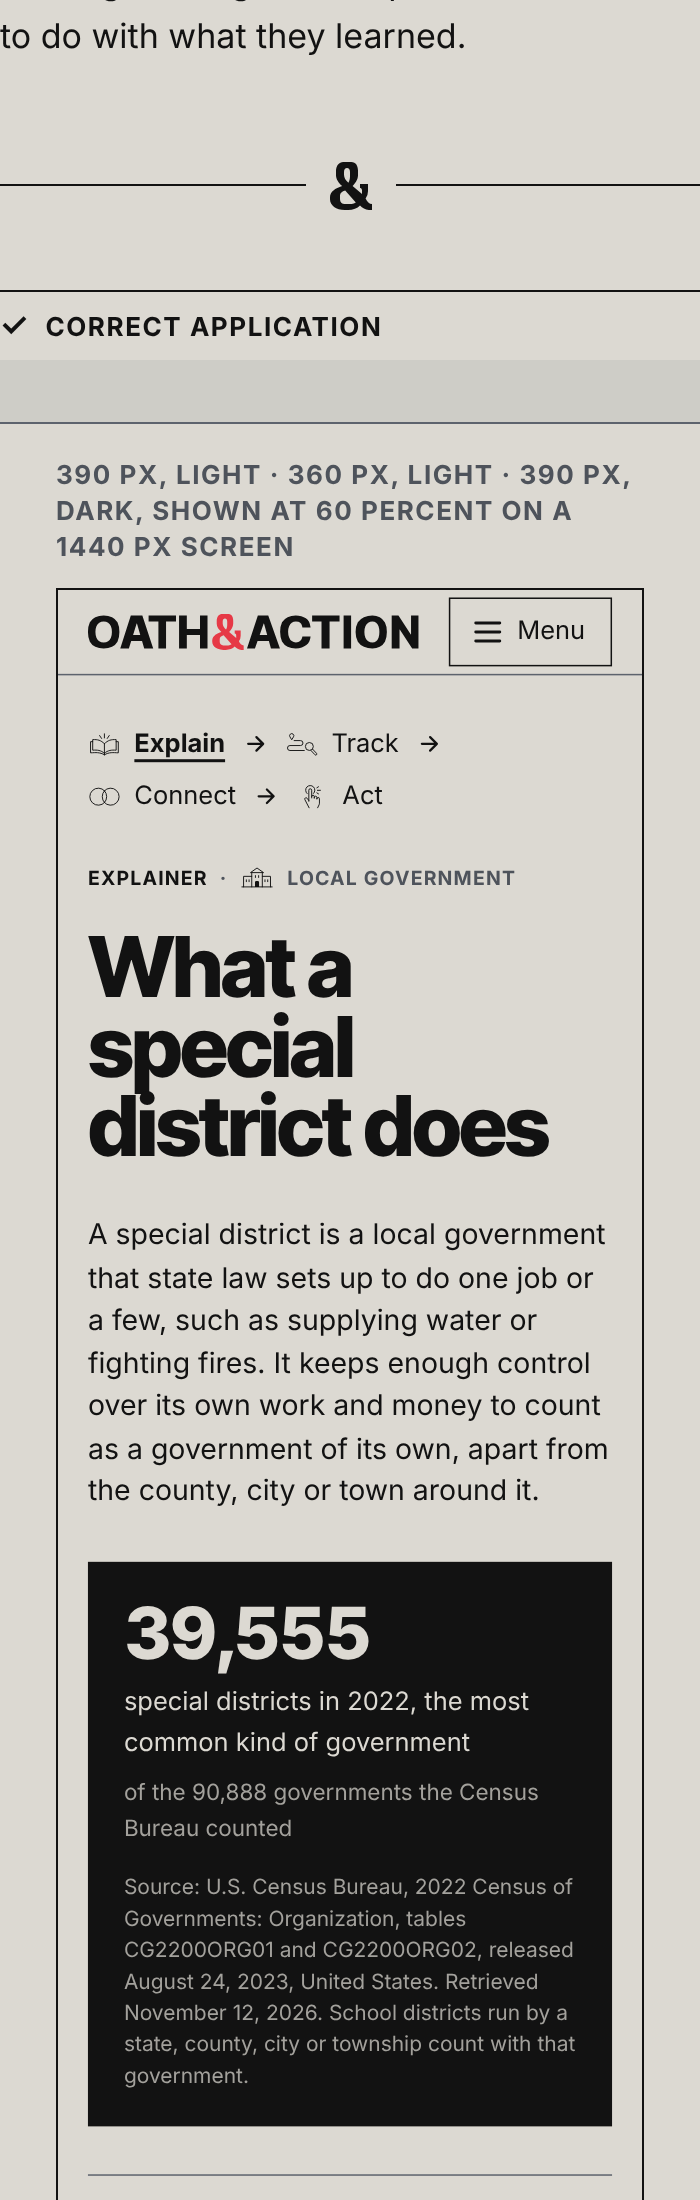 to do with what they learned.
&
CORRECT APPLICATION
390 PX, LIGHT · 360 PX, LIGHT · 390 PX,
DARK, SHOWN AT 60 PERCENT ON A
1440 PX SCREEN
OATH&ACTION
Menu
Explain → Track →
Connect → Act
EXPLAINER · LOCAL GOVERNMENT
What a
special
district does
A special district is a local government
that state law sets up to do one job or
a few, such as supplying water or
fighting fires. It keeps enough control
over its own work and money to count
as a government of its own, apart from
the county, city or town around it.
39,555
special districts in 2022, the most
common kind of government
of the 90,888 governments the Census
Bureau counted
Source: U.S. Census Bureau, 2022 Census of
Governments: Organization, tables
CG2200ORG01 and CG2200ORG02, released
August 24, 2023, United States. Retrieved
November 12, 2026. School districts run by a
state, county, city or township count with that
government.